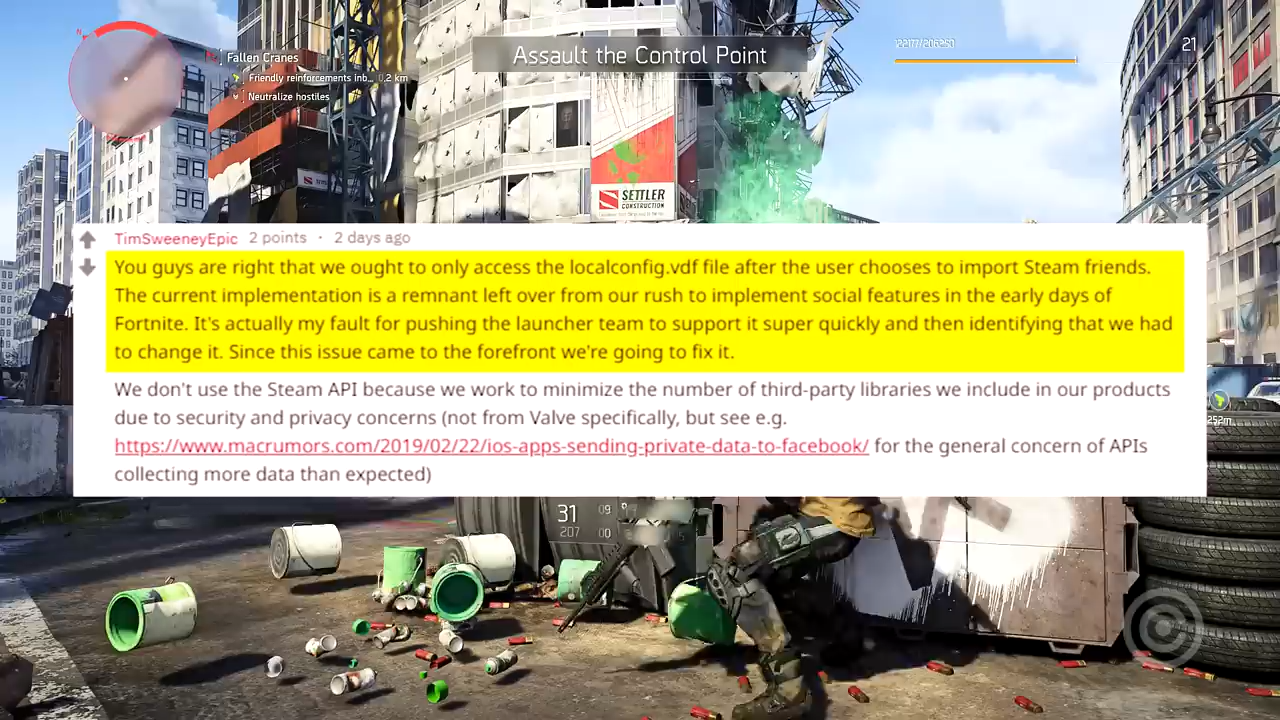 N
Fallen Cranes
Friendly reinforcements inb... 0,2 km
Neutralize hostiles
Assault the Control Point
21
SETTLER
CONSTRUCTION
TimSweeneyEpic 2 points · 2 days ago
You guys are right that we ought to only access the localconfig.vdf file after the user chooses to import Steam friends.
The current implementation is a remnant left over from our rush to implement social features in the early days of
Fortnite. It's actually my fault for pushing the launcher team to support it super quickly and then identifying that we had
to change it. Since this issue came to the forefront we're going to fix it.
We don't use the Steam API because we work to minimize the number of third-party libraries we include in our products
due to security and privacy concerns (not from Valve specifically, but see e.g.
https://www.macrumors.com/2019/02/22/ios-apps-sending-private-data-to-facebook/ for the general concern of APIs
collecting more data than expected)
252m
31 09
207 00